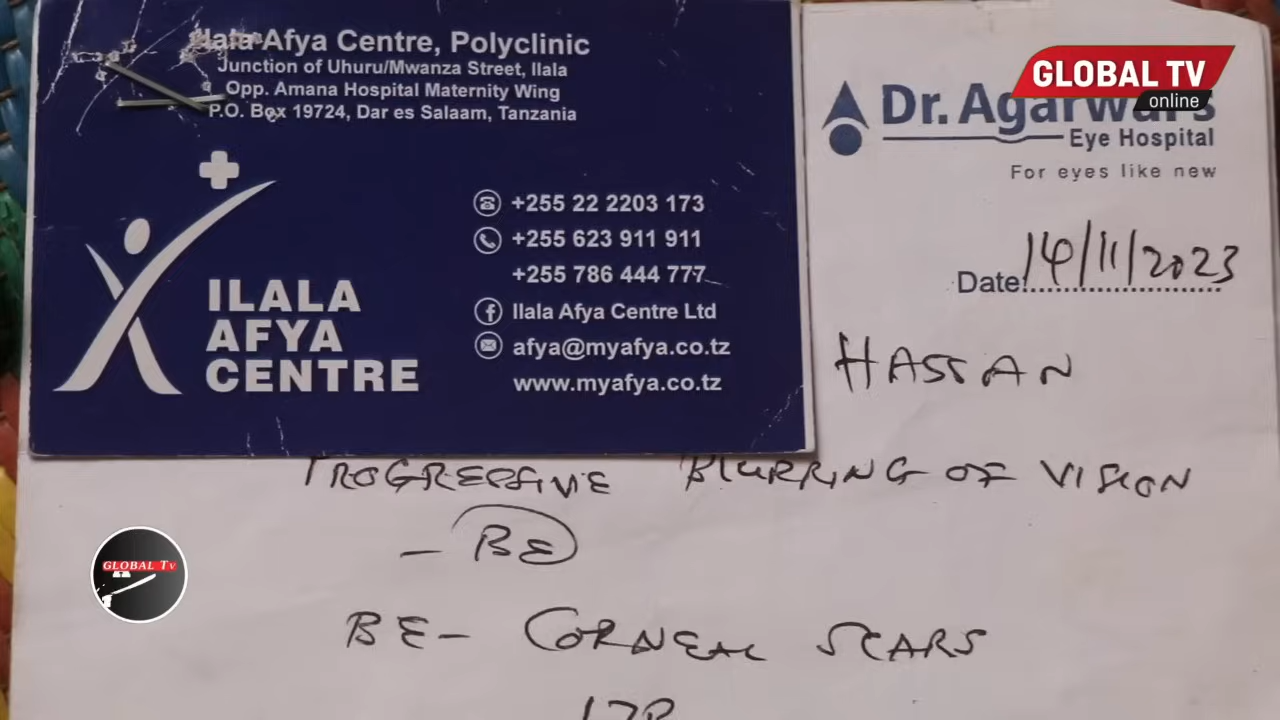 Ilala Afya Centre, Polyclinic
Junction of Uhuru/Mwanza Street, Ilala
Opp. Amana Hospital Maternity Wing
P.O. Box 19724, Dar es Salaam, Tanzania
+255 22 2203 173
+255 623 911 911
+255 786 444 777
Ilala Afya Centre Ltd
afya@myafya.co.tz
www.myafya.co.tz
ILALA
AFYA
CENTRE
GLOBAL TV
online
Dr. Agarwal's
Eye Hospital
For eyes like new
Date: 14/11/2023
HASSAN
PROGRESSIVE BLURRING OF VISION
- BE
BE - CORNEAL SCARS
GLOBAL TV